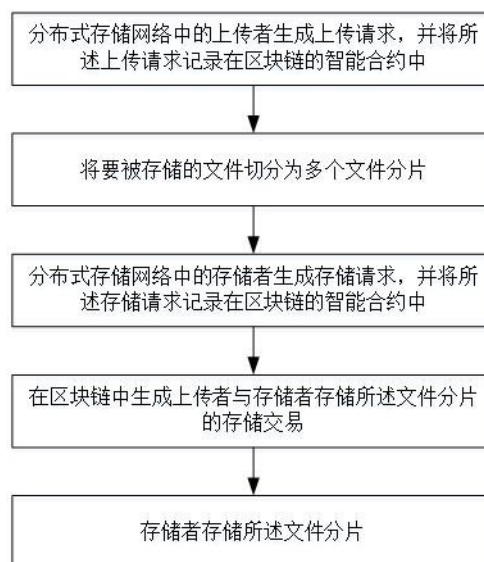 分布式存储网络中的上传者生成上传请求，并将所
述上传请求记录在区块链的智能合约中
将要被存储的文件切分为多个文件分片
分布式存储网络中的存储者生成存储请求，并将所
述存储请求记录在区块链的智能合约中
在区块链中生成上传者与存储者存储所述文件分片
的存储交易
存储者存储所述文件分片